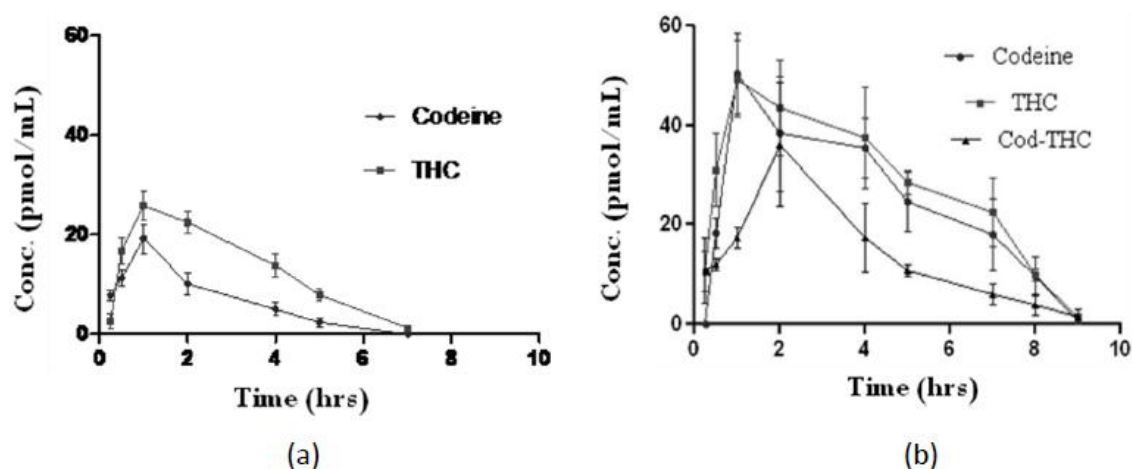 60
40
20
0
Conc. (pmol/mL)
Codeine
THC
0 2 4 6 8 10
Time (hrs)
(a)
60
40
20
0
Conc. (pmol/mL)
Codeine
THC
Cod-THC
0 2 4 6 8 10
Time (hrs)
(b)